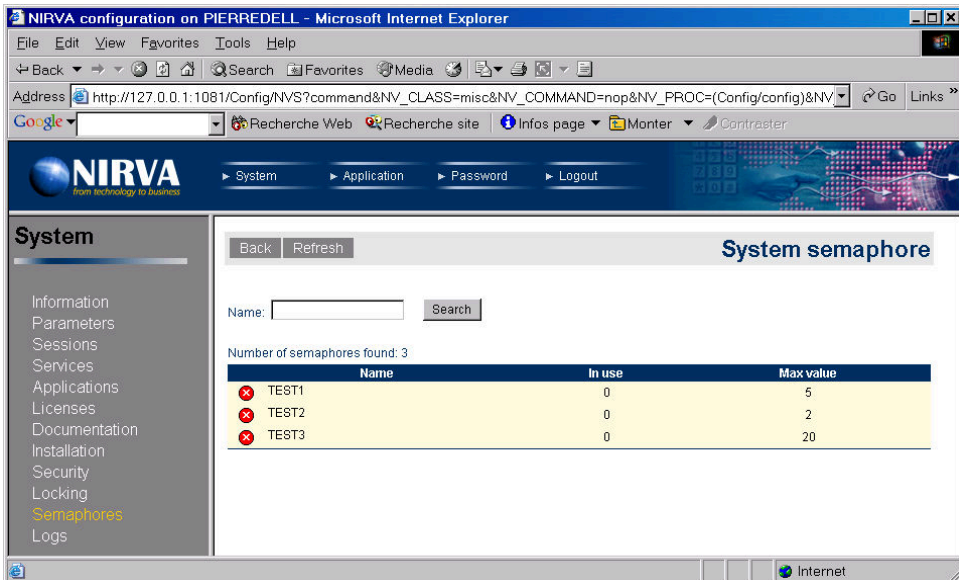 NIRVA configuration on PIERREDELL - Microsoft Internet Explorer
File Edit View Favorites Tools Help
Back Search Favorites Media
Address http://127.0.0.1:1081/Config/NVS?command&NV_CLASS=misc&NV_COMMAND=nop&NV_PROC=(Config/config)&NV Go Links »
Google Recherche Web Recherche site Infos page Monter Contraster
NIRVA
from technology to business
System Application Password Logout
System
Information
Parameters
Sessions
Services
Applications
Licenses
Documentation
Installation
Security
Locking
Semaphores
Logs
Back Refresh System semaphore
Name: Search
Number of semaphores found: 3
Name In use Max value
TEST1 0 5
TEST2 0 2
TEST3 0 20
Internet